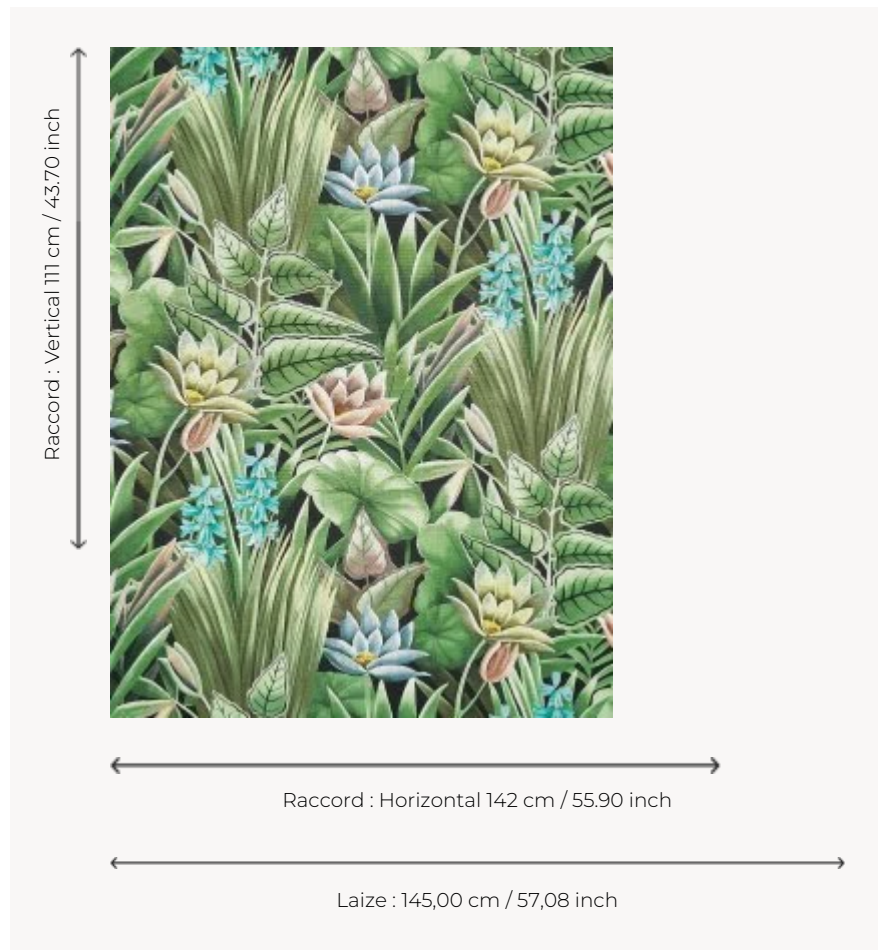 Raccord : Vertical 111 cm / 43.70 inch
Raccord : Horizontal 142 cm / 55.90 inch
Laize : 145,00 cm / 57,08 inch